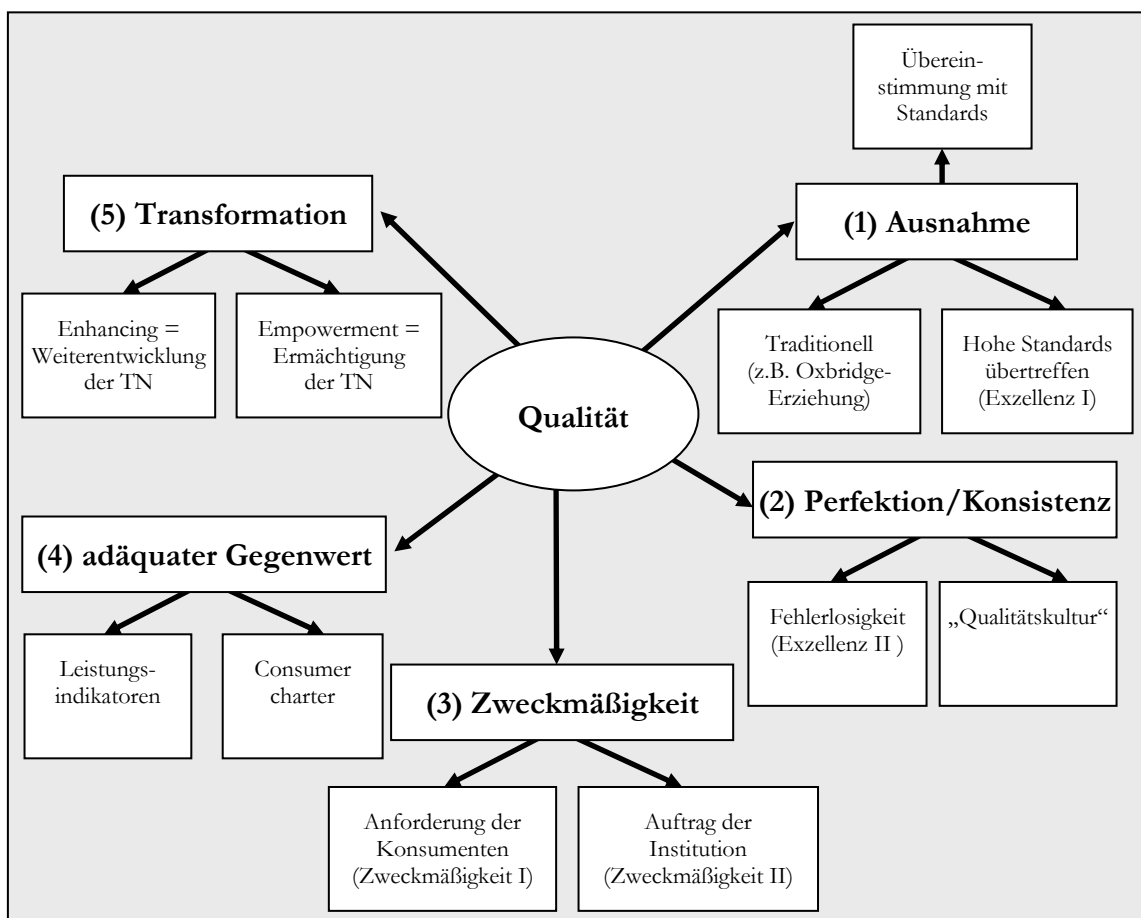 Überein-
stimmung mit
Standards
(5) Transformation
(1) Ausnahme
Enhancing =
Weiterentwicklung
der TN
Empowerment =
Ermächtigung
der TN
Traditionell
(z.B. Oxbridge-
Erziehung)
Hohe Standards
übertreffen
(Exzellenz I)
Qualität
(2) Perfektion/Konsistenz
(4) adäquater Gegenwert
Fehlerlosigkeit
(Exzellenz II )
„Qualitätskultur“
Leistungs-
indikatoren
Consumer
charter
(3) Zweckmäßigkeit
Anforderung der
Konsumenten
(Zweckmäßigkeit I)
Auftrag der
Institution
(Zweckmäßigkeit II)